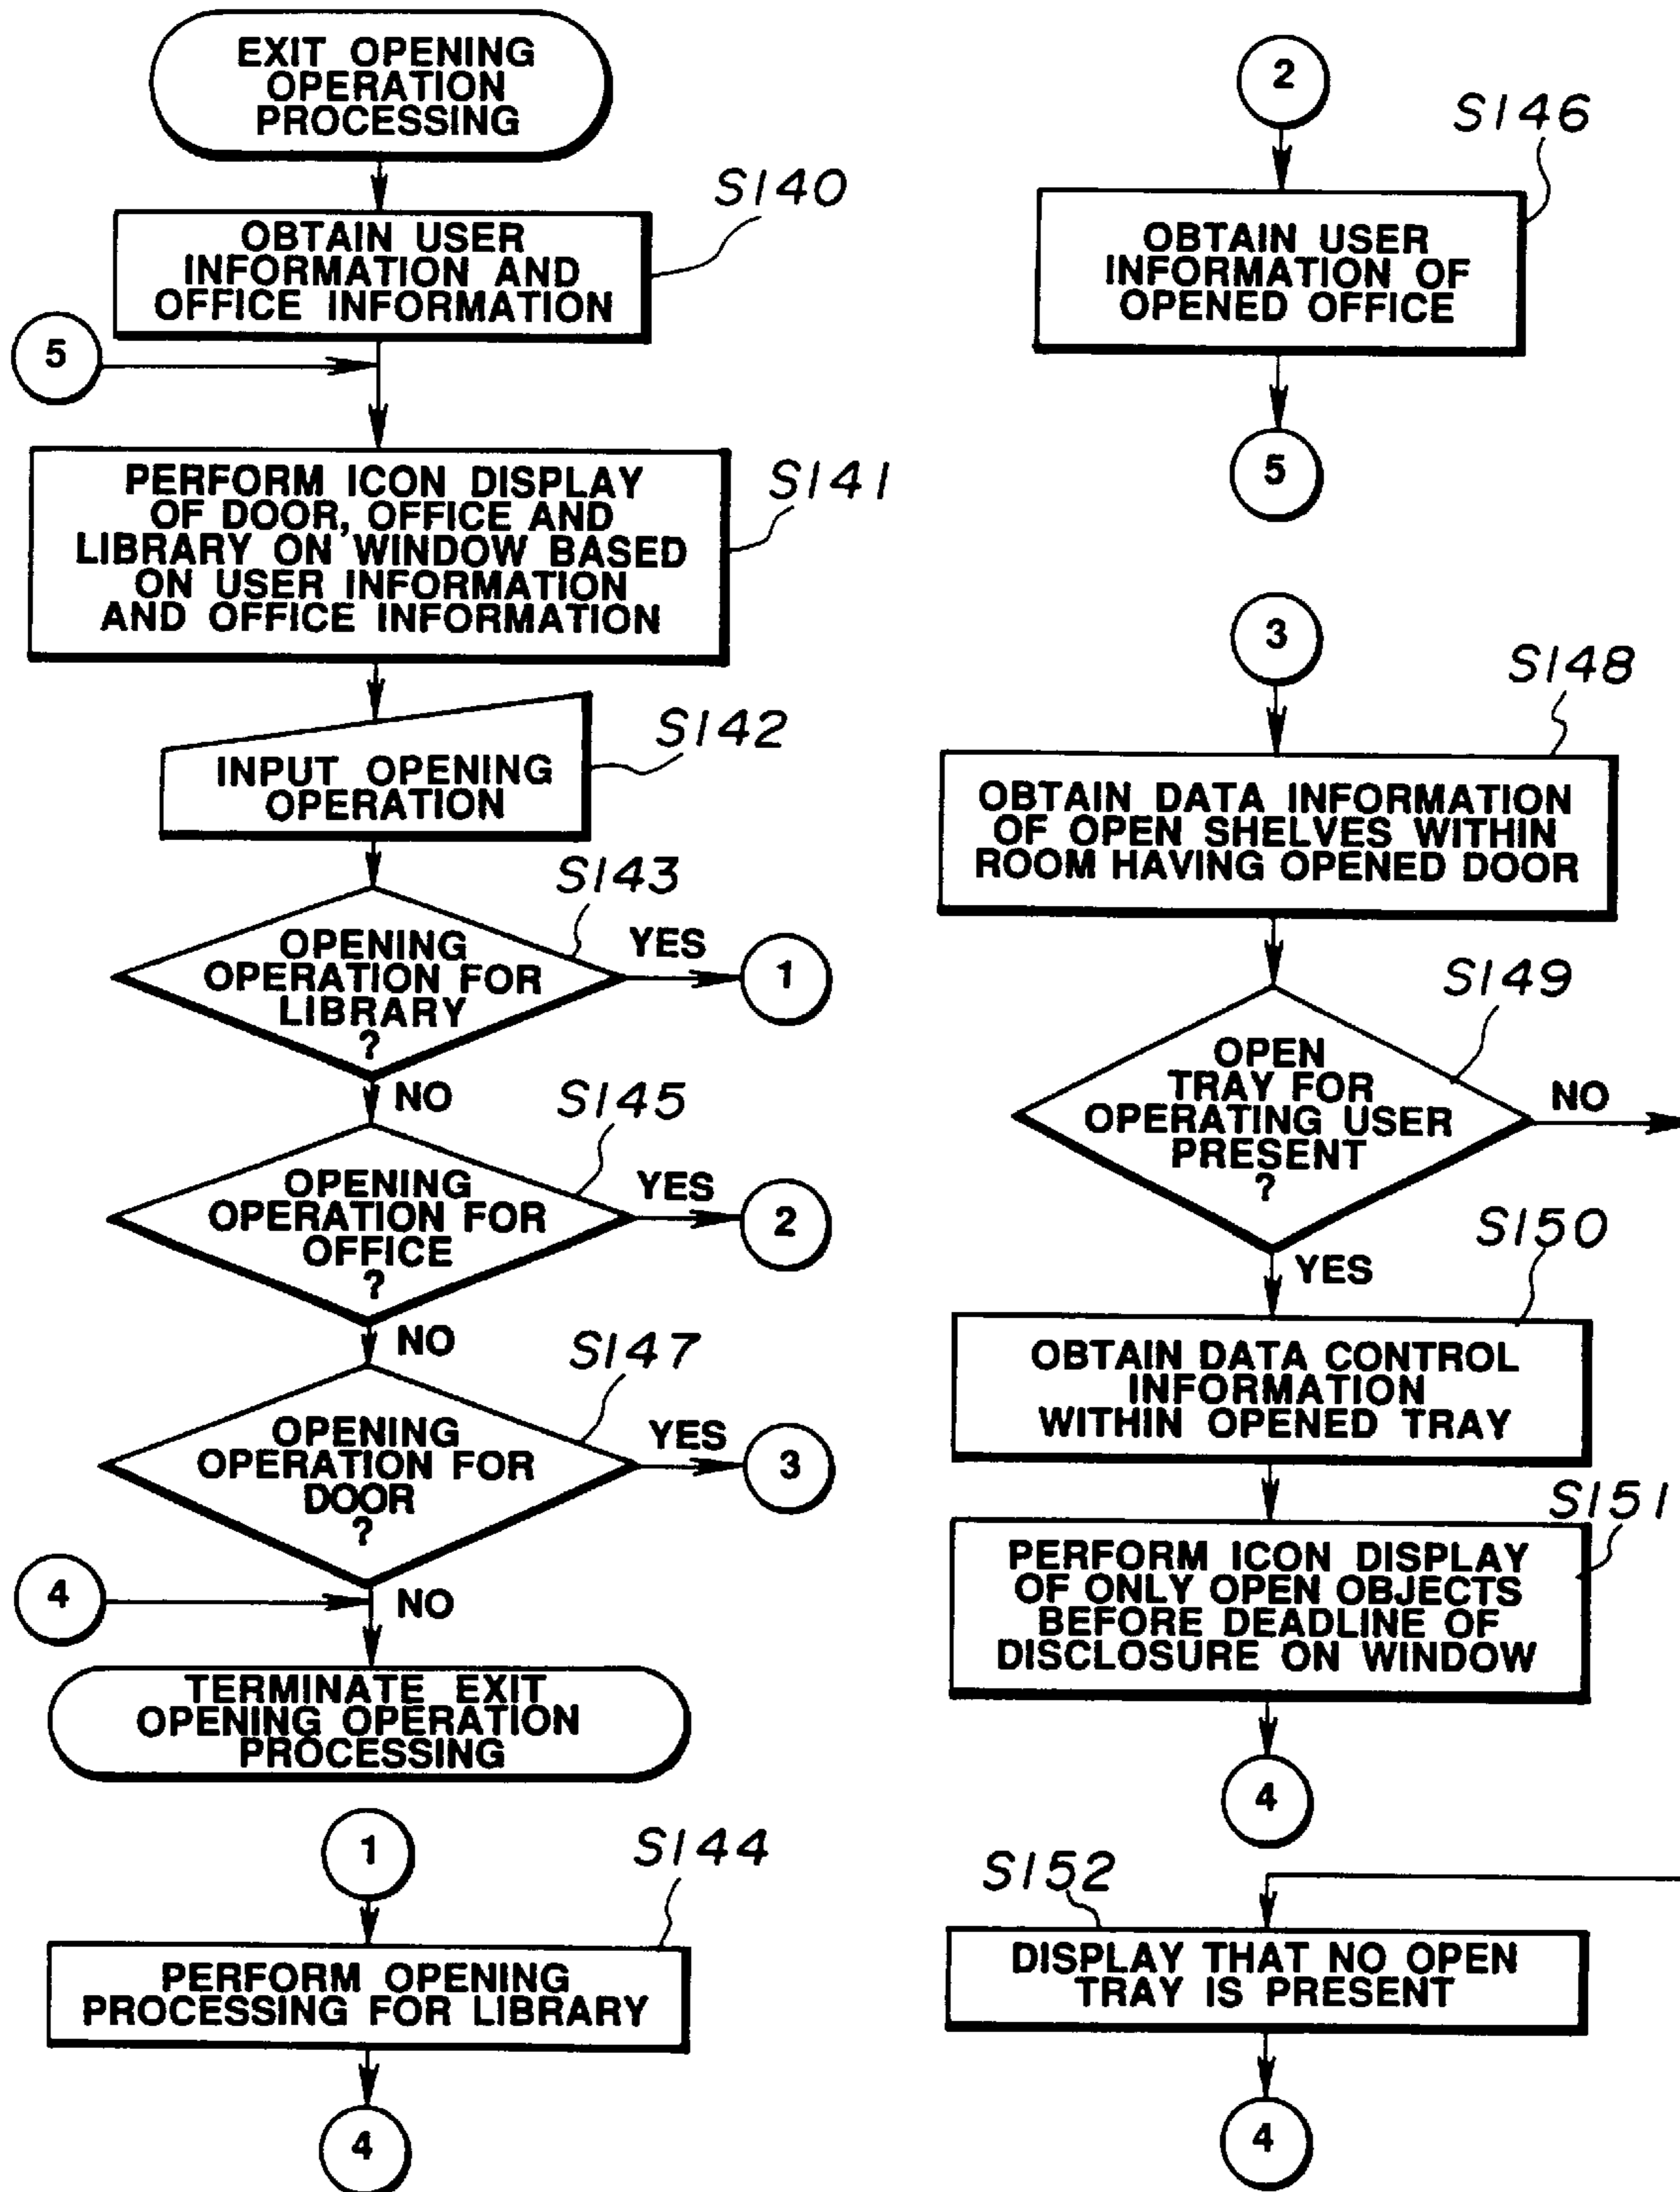 EXIT OPENING
OPERATION
PROCESSING
S140
OBTAIN USER
INFORMATION AND
OFFICE INFORMATION
5
PERFORM ICON DISPLAY
OF DOOR, OFFICE AND
LIBRARY ON WINDOW BASED
ON USER INFORMATION
AND OFFICE INFORMATION
S141
INPUT OPENING
OPERATION
S142
S143
OPENING
OPERATION FOR
LIBRARY
?
YES
1
NO
S145
OPENING
OPERATION FOR
OFFICE
?
YES
2
NO
S147
OPENING
OPERATION FOR
DOOR
?
YES
3
4
NO
TERMINATE EXIT
OPENING OPERATION
PROCESSING
1
S144
PERFORM OPENING
PROCESSING FOR LIBRARY
4
2
S146
OBTAIN USER
INFORMATION OF
OPENED OFFICE
5
3
S148
OBTAIN DATA INFORMATION
OF OPEN SHELVES WITHIN
ROOM HAVING OPENED DOOR
S149
OPEN
TRAY FOR
OPERATING USER
PRESENT
?
NO
YES
S150
OBTAIN DATA CONTROL
INFORMATION
WITHIN OPENED TRAY
S151
PERFORM ICON DISPLAY
OF ONLY OPEN OBJECTS
BEFORE DEADLINE OF
DISCLOSURE ON WINDOW
4
S152
DISPLAY THAT NO OPEN
TRAY IS PRESENT
4